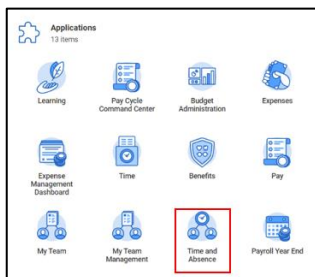 Applications
13 items
Learning
Pay Cycle
Command Center
Budget
Administration
Expenses
Expense
Management
Dashboard
Time
Benefits
Pay
My Team
My Team
Management
Time and
Absence
Payroll Year End